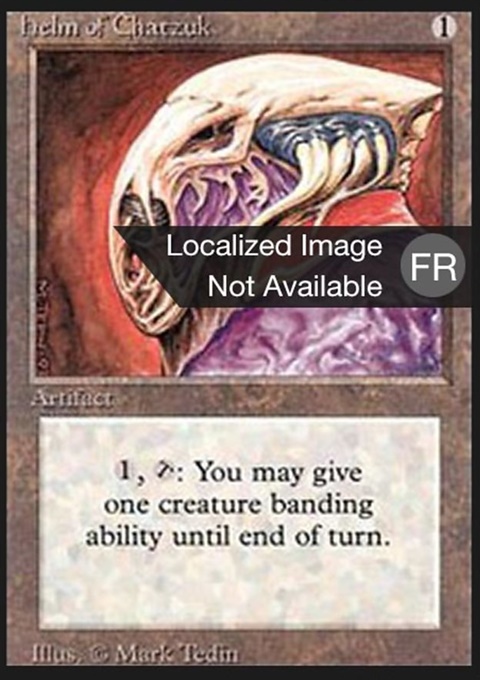 Helm of Chatzuk 1
Localized Image
Not Available
FR
Artifact
1, : You may give
one creature banding
ability until end of turn.
Illus. © Mark Tedin